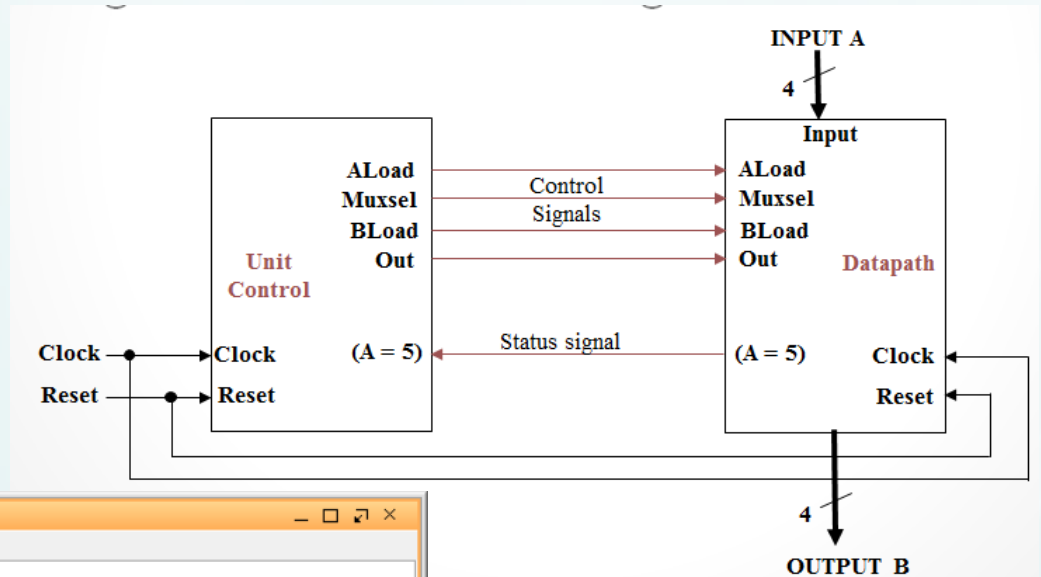 INPUT A
4
Input
ALoad
Muxsel
BLoad
Out
Unit
Control
Control
Signals
ALoad
Muxsel
BLoad
Out
Datapath
Clock
Clock
(A = 5)
Status signal
(A = 5)
Clock
Reset
Reset
Reset
4
OUTPUT B